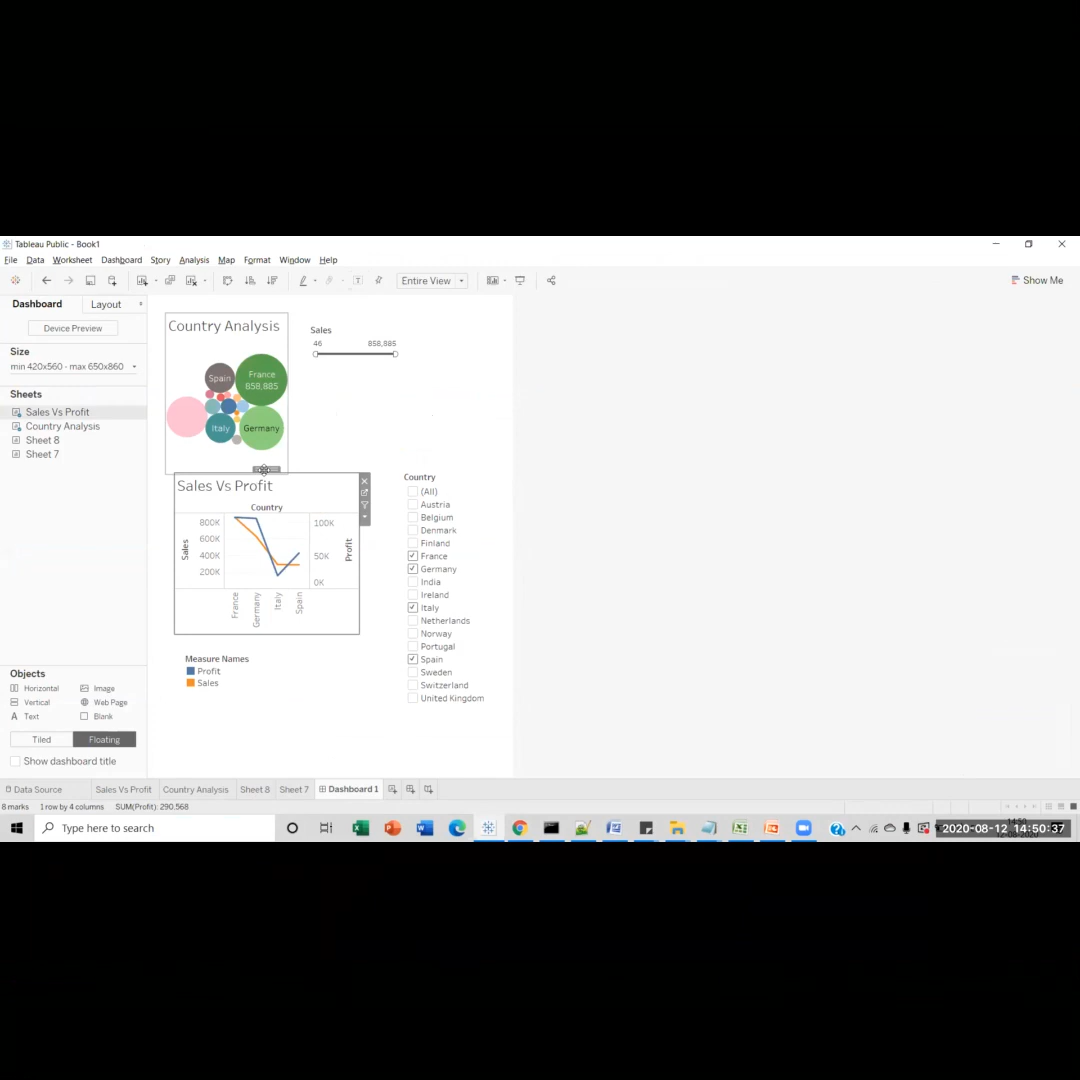 Tableau Public - Book1
File Data Worksheet Dashboard Story Analysis Map Format Window Help
Entire View
Show Me
Dashboard Layout
Device Preview
Size
min 420x560 - max 650x860
Sheets
Sales Vs Profit
Country Analysis
Sheet 8
Sheet 7
Objects
Horizontal Image
Vertical Web Page
A Text Blank
Tiled Floating
Show dashboard title
Country Analysis
Spain
France
858,885
Italy
Germany
Sales
46 858,885
Sales Vs Profit
Country
800K
600K
400K
200K
Sales
100K
50K
0K
Profit
France
Germany
Italy
Spain
Measure Names
Profit
Sales
Country
(All)
Austria
Belgium
Denmark
Finland
France
Germany
India
Ireland
Italy
Netherlands
Norway
Portugal
Spain
Sweden
Switzerland
United Kingdom
Data Source Sales Vs Profit Country Analysis Sheet 8 Sheet 7 Dashboard 1
8 marks 1 row by 4 columns SUM(Profit): 290,568
Type here to search
2020-08-12 14:50:37